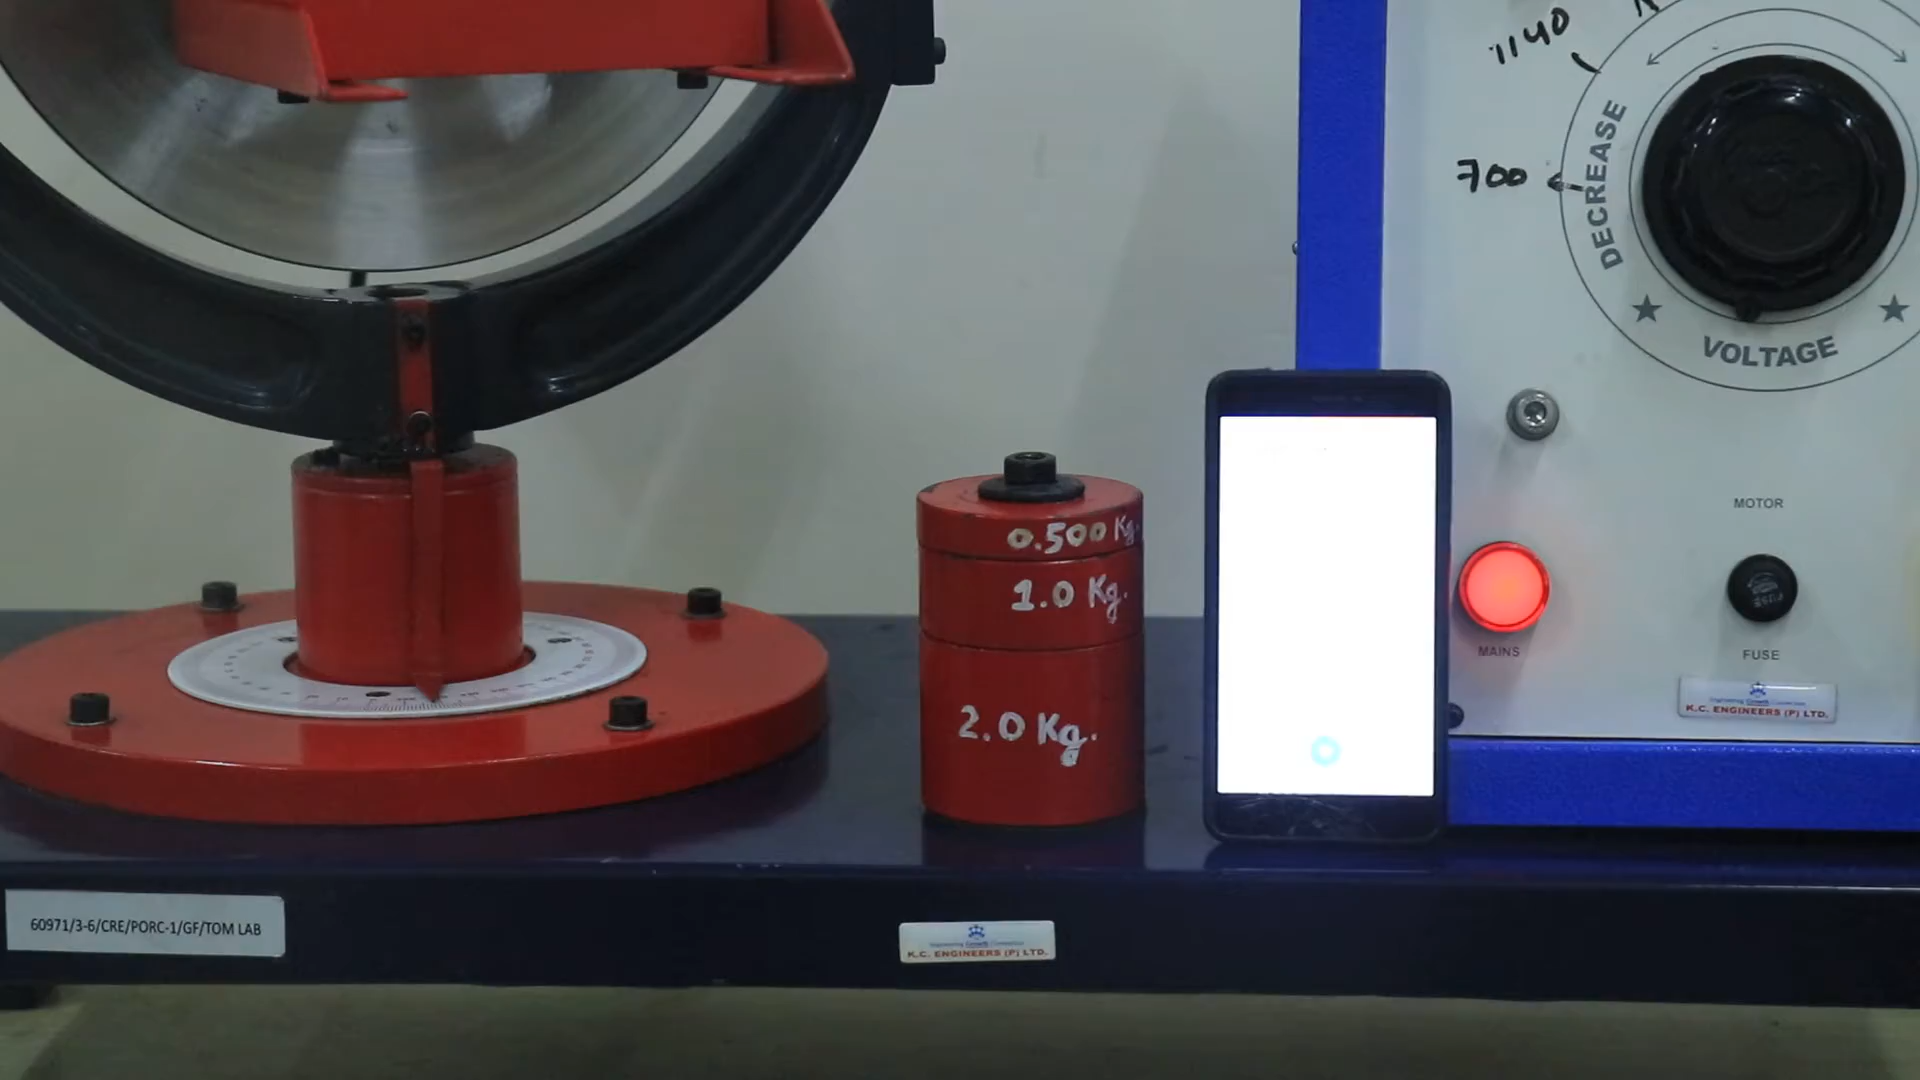 1140
700
DECREASE
VOLTAGE
0.500 Kg.
1.0 Kg.
2.0 Kg.
MOTOR
MAINS
FUSE
K.C. ENGINEERS (P) LTD.
60971/3-6/CRE/PORC-1/GF/TOM LAB
K.C. ENGINEERS (P) LTD.